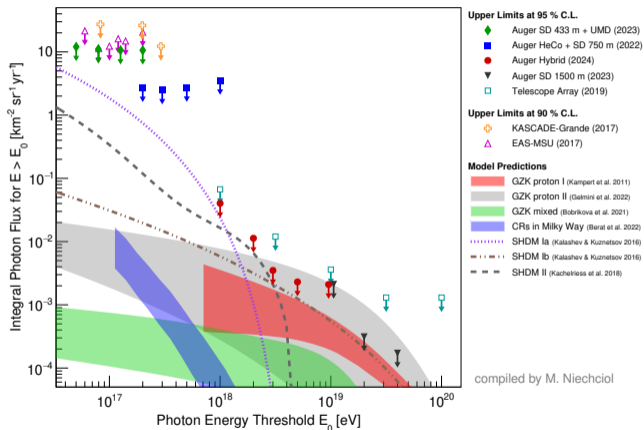 Integral Photon Flux for E > E₀ [km⁻² sr⁻¹ yr⁻¹]
10
1
10⁻¹
10⁻²
10⁻³
10⁻⁴
10¹⁷
10¹⁸
10¹⁹
10²⁰
Photon Energy Threshold E₀ [eV]
Upper Limits at 95 % C.L.
Auger SD 433 m + UMD (2023)
Auger HeCo + SD 750 m (2022)
Auger Hybrid (2024)
Auger SD 1500 m (2023)
Telescope Array (2019)
Upper Limits at 90 % C.L.
KASCADE-Grande (2017)
EAS-MSU (2017)
Model Predictions
GZK proton I (Kampert et al. 2011)
GZK proton II (Gelmini et al. 2022)
GZK mixed (Bobrikova et al. 2021)
CRs in Milky Way (Berat et al. 2022)
SHDM Ia (Kalashev & Kuznetsov 2016)
SHDM Ib (Kalashev & Kuznetsov 2016)
SHDM II (Kachelriess et al. 2018)
compiled by M. Niechciol